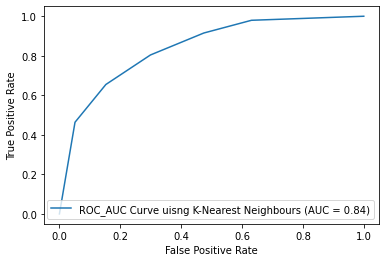 1.0
0.8
0.6
0.4
0.2
0.0
True Positive Rate
ROC_AUC Curve uisng K-Nearest Neighbours (AUC = 0.84)
0.0 0.2 0.4 0.6 0.8 1.0
False Positive Rate